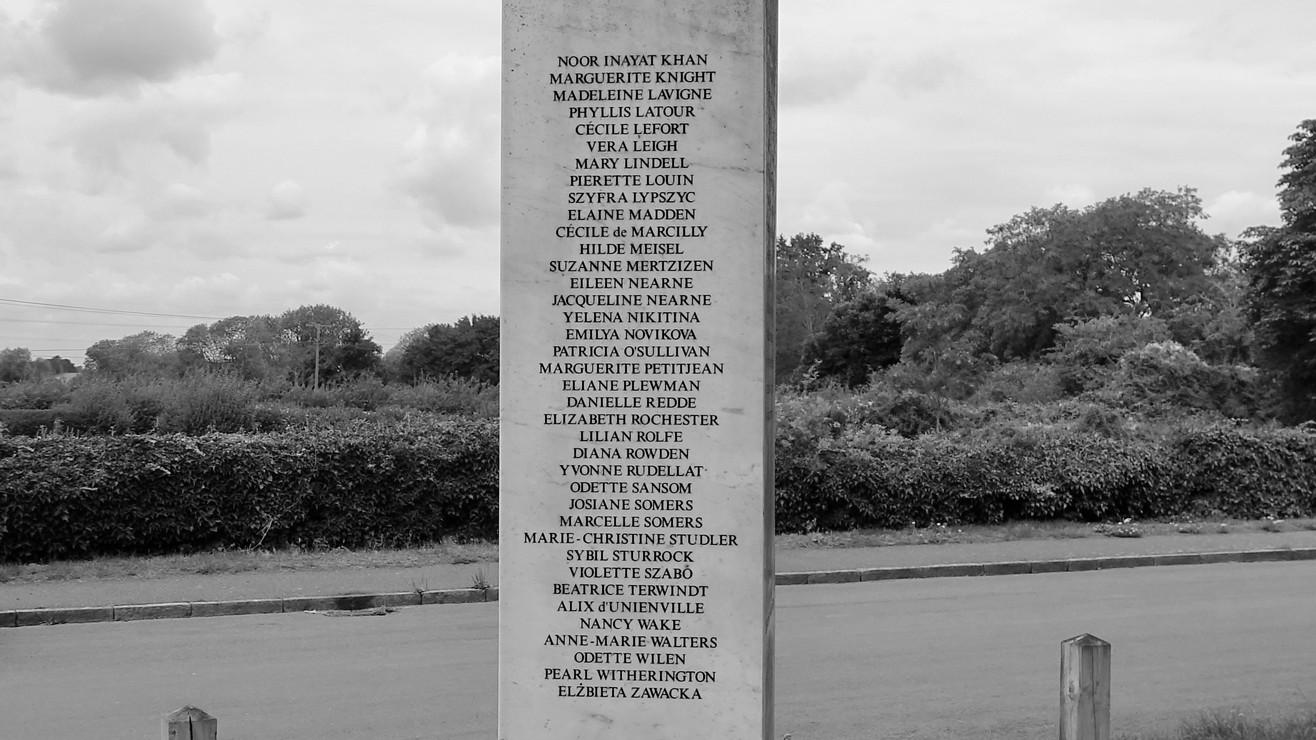 NOOR INAYAT KHAN
MARGUERITE KNIGHT
MADELEINE LAVIGNE
PHYLLIS LATOUR
CÉCILE LEFORT
VERA LEIGH
MARY LINDELL
PIERETTE LOUIN
SZYFRA LYPSZYC
ELAINE MADDEN
CÉCILE de MARCILLY
HILDE MEISEL
SUZANNE MERTZIZEN
EILEEN NEARNE
JACQUELINE NEARNE
YELENA NIKITINA
EMILYA NOVIKOVA
PATRICIA O'SULLIVAN
MARGUERITE PETITJEAN
ELIANE PLEWMAN
DANIELLE REDDE
ELIZABETH ROCHESTER
LILIAN ROLFE
DIANA ROWDEN
YVONNE RUDELLAT
ODETTE SANSOM
JOSIANE SOMERS
MARCELLE SOMERS
MARIE-CHRISTINE STUDLER
SYBIL STURROCK
VIOLETTE SZABÓ
BEATRICE TERWINDT
ALIX d'UNIENVILLE
NANCY WAKE
ANNE-MARIE WALTERS
ODETTE WILEN
PEARL WITHERINGTON
ELŻBIETA ZAWACKA